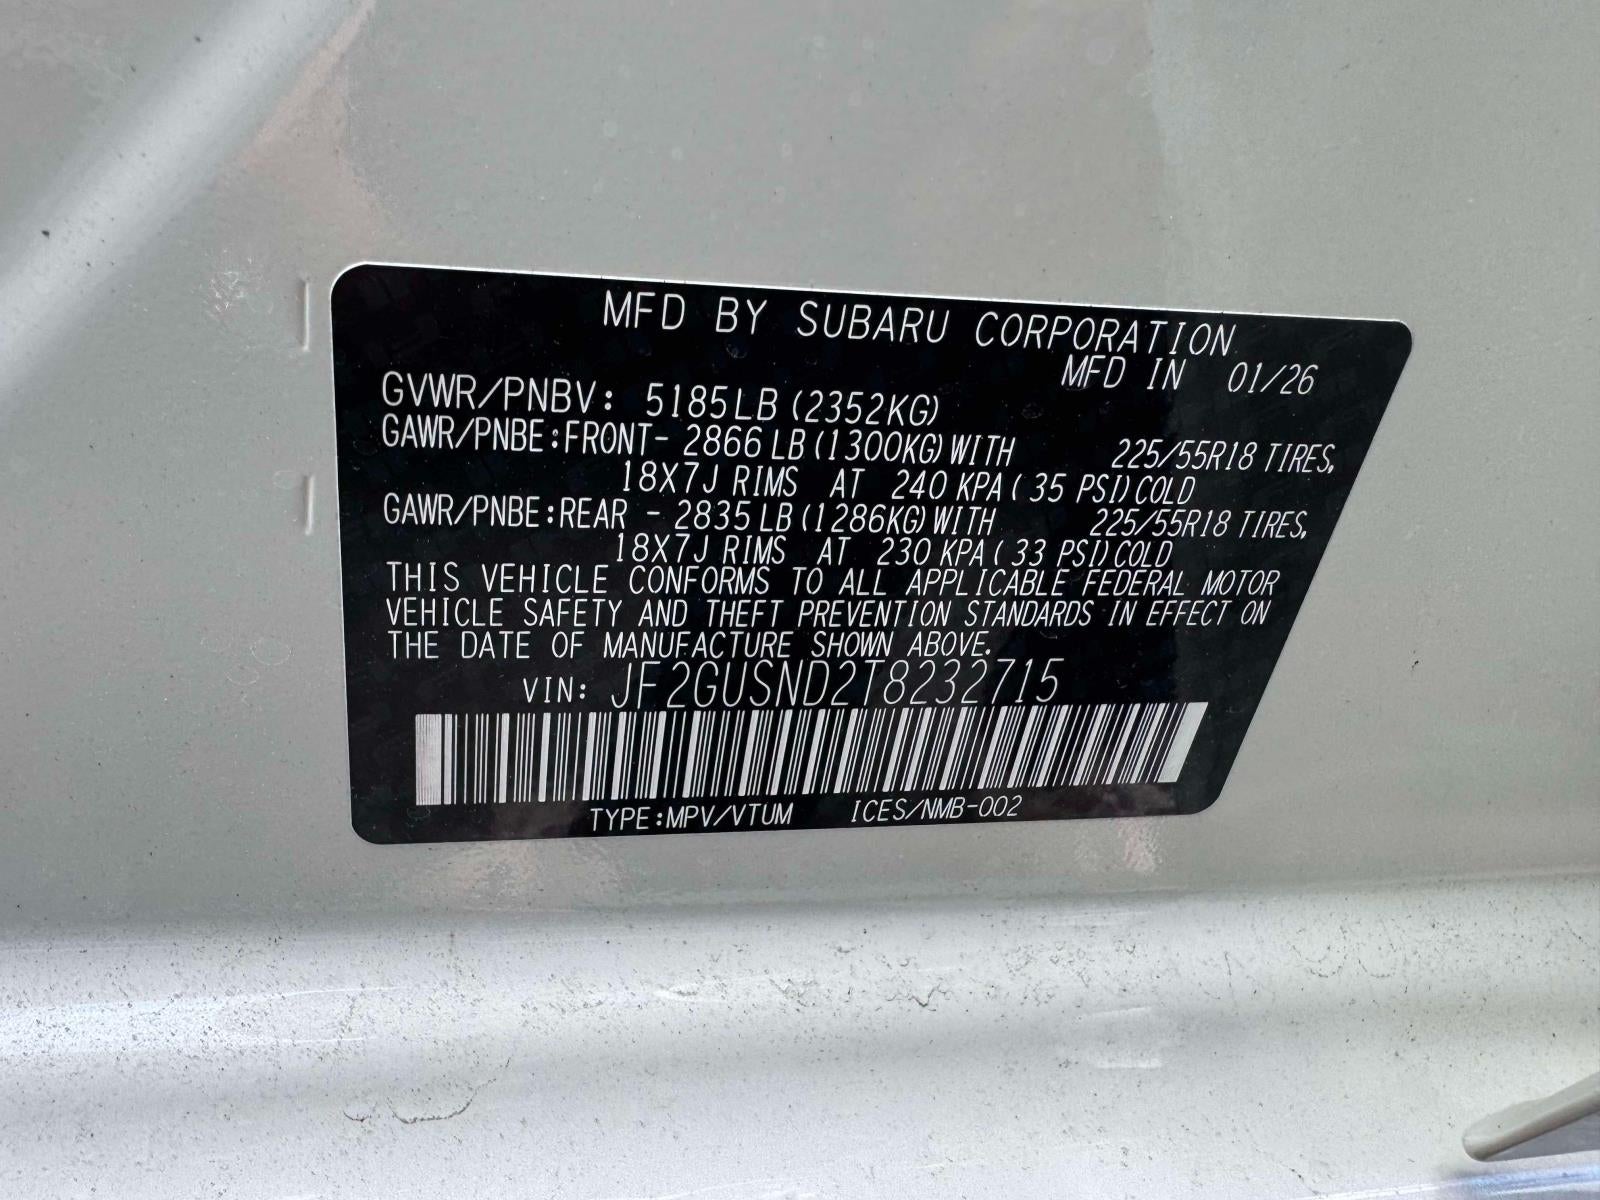 MFD BY SUBARU CORPORATION
MFD IN 01/26
GVWR/PNBV: 5185LB (2352KG)
GAWR/PNBE:FRONT- 2866 LB (1300KG) WITH 225/55R18 TIRES,
18X7J RIMS AT 240 KPA ( 35 PSI) COLD
GAWR/PNBE:REAR - 2835 LB (1286KG) WITH 225/55R18 TIRES,
18X7J RIMS AT 230 KPA ( 33 PSI) COLD
THIS VEHICLE CONFORMS TO ALL APPLICABLE FEDERAL MOTOR
VEHICLE SAFETY AND THEFT PREVENTION STANDARDS IN EFFECT ON
THE DATE OF MANUFACTURE SHOWN ABOVE.
VIN: JF2GUSND2T8232715
TYPE:MPV/VTUM ICES/NMB-002